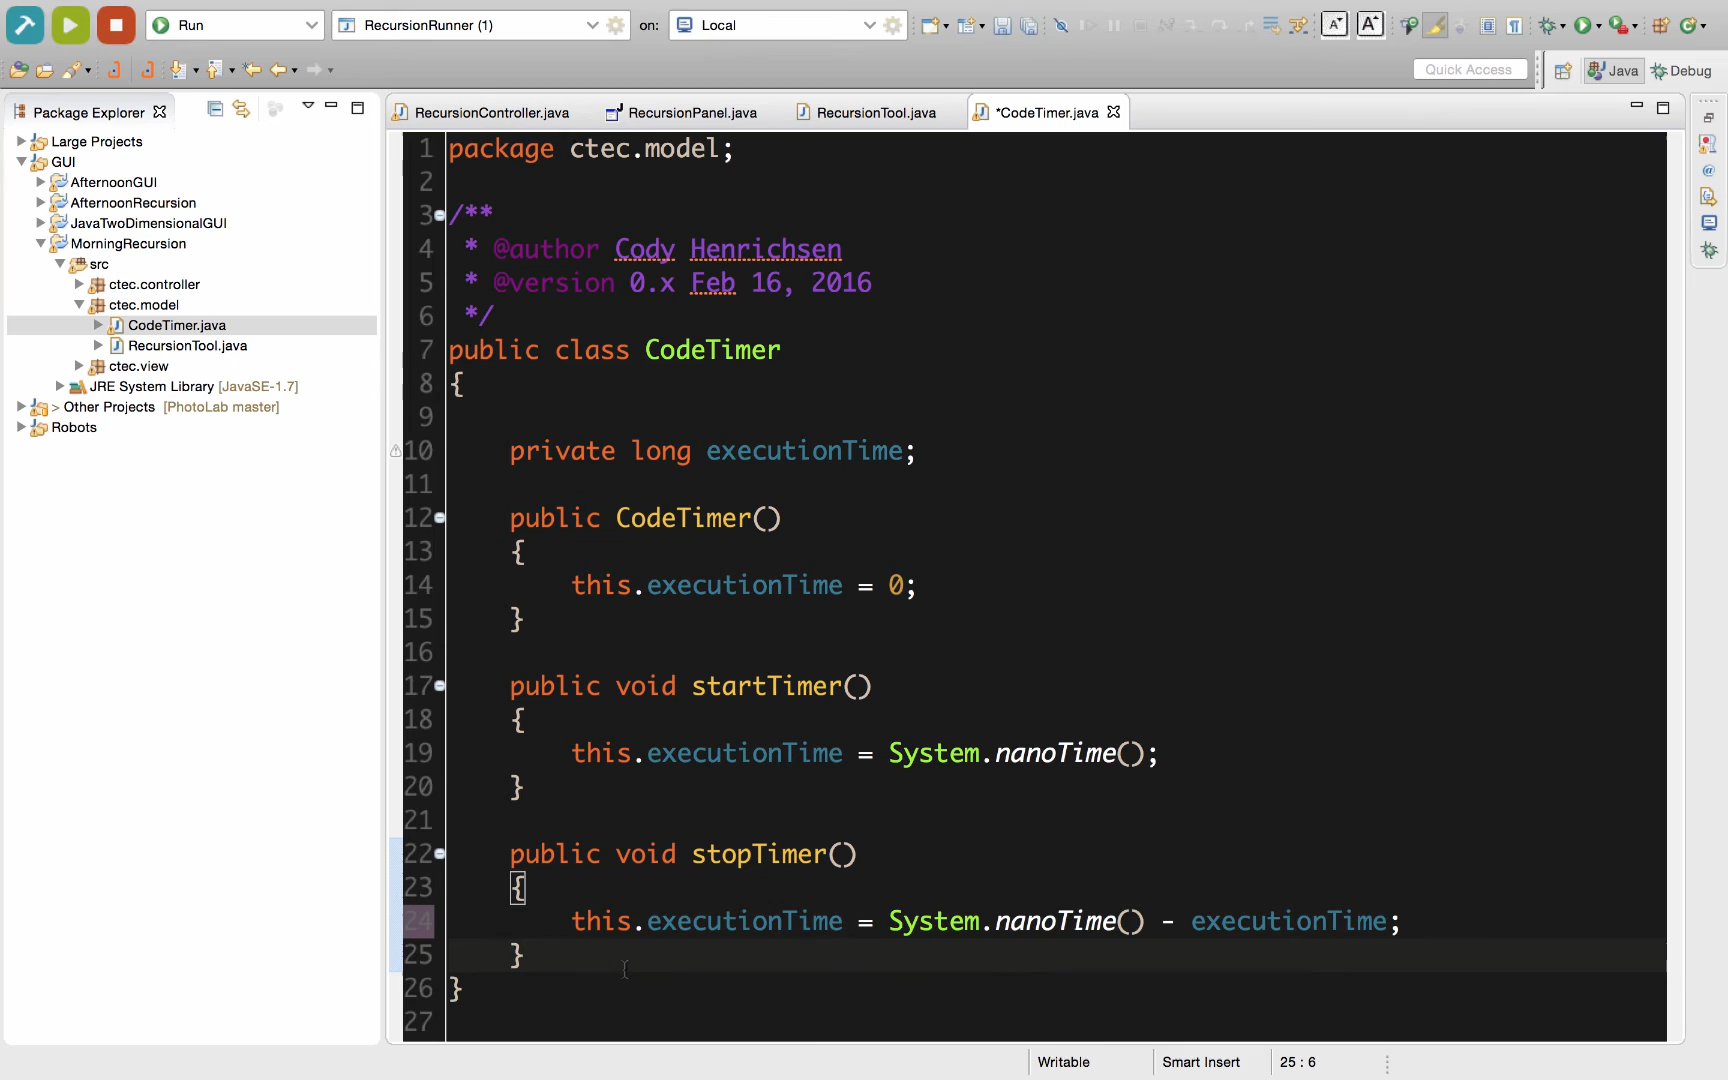 Run
RecursionRunner (1)
on:
Local
Quick Access
Java
Debug
Package Explorer
Large Projects
GUI
AfternoonGUI
AfternoonRecursion
JavaTwoDimensionalGUI
MorningRecursion
src
ctec.controller
ctec.model
CodeTimer.java
RecursionTool.java
ctec.view
JRE System Library [JavaSE-1.7]
> Other Projects [PhotoLab master]
Robots
RecursionController.java
RecursionPanel.java
RecursionTool.java
*CodeTimer.java
1 package ctec.model;
2
3 /**
4 * @author Cody Henrichsen
5 * @version 0.x Feb 16, 2016
6 */
7 public class CodeTimer
8 {
9
10 private long executionTime;
11
12 public CodeTimer()
13 {
14 this.executionTime = 0;
15 }
16
17 public void startTimer()
18 {
19 this.executionTime = System.nanoTime();
20 }
21
22 public void stopTimer()
23 {
24 this.executionTime = System.nanoTime() - executionTime;
25 }
26 }
27
Writable
Smart Insert
25 : 6